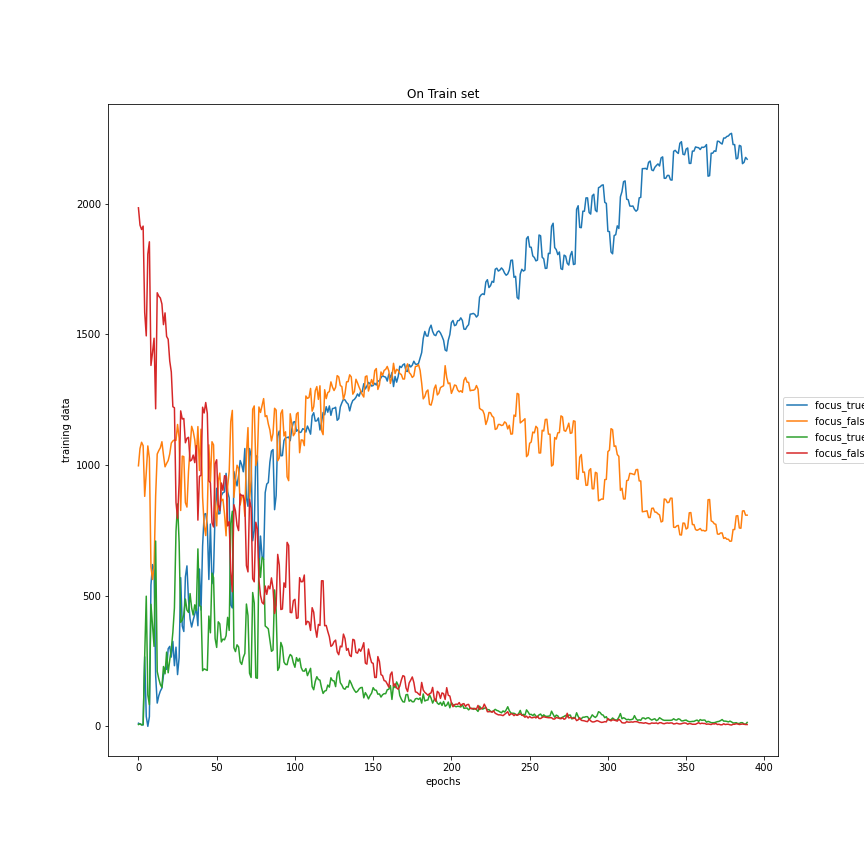 On Train set
training data
2000
1500
1000
500
0
0 50 100 150 200 250 300 350 400
epochs
focus_true
focus_fals
focus_true
focus_fals